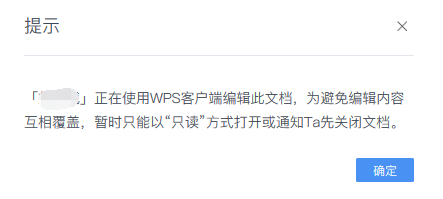 提示
「」正在使用WPS客户端编辑此文档，为避免编辑内容
互相覆盖，暂时只能以“只读”方式打开或通知Ta先关闭文档。
确定